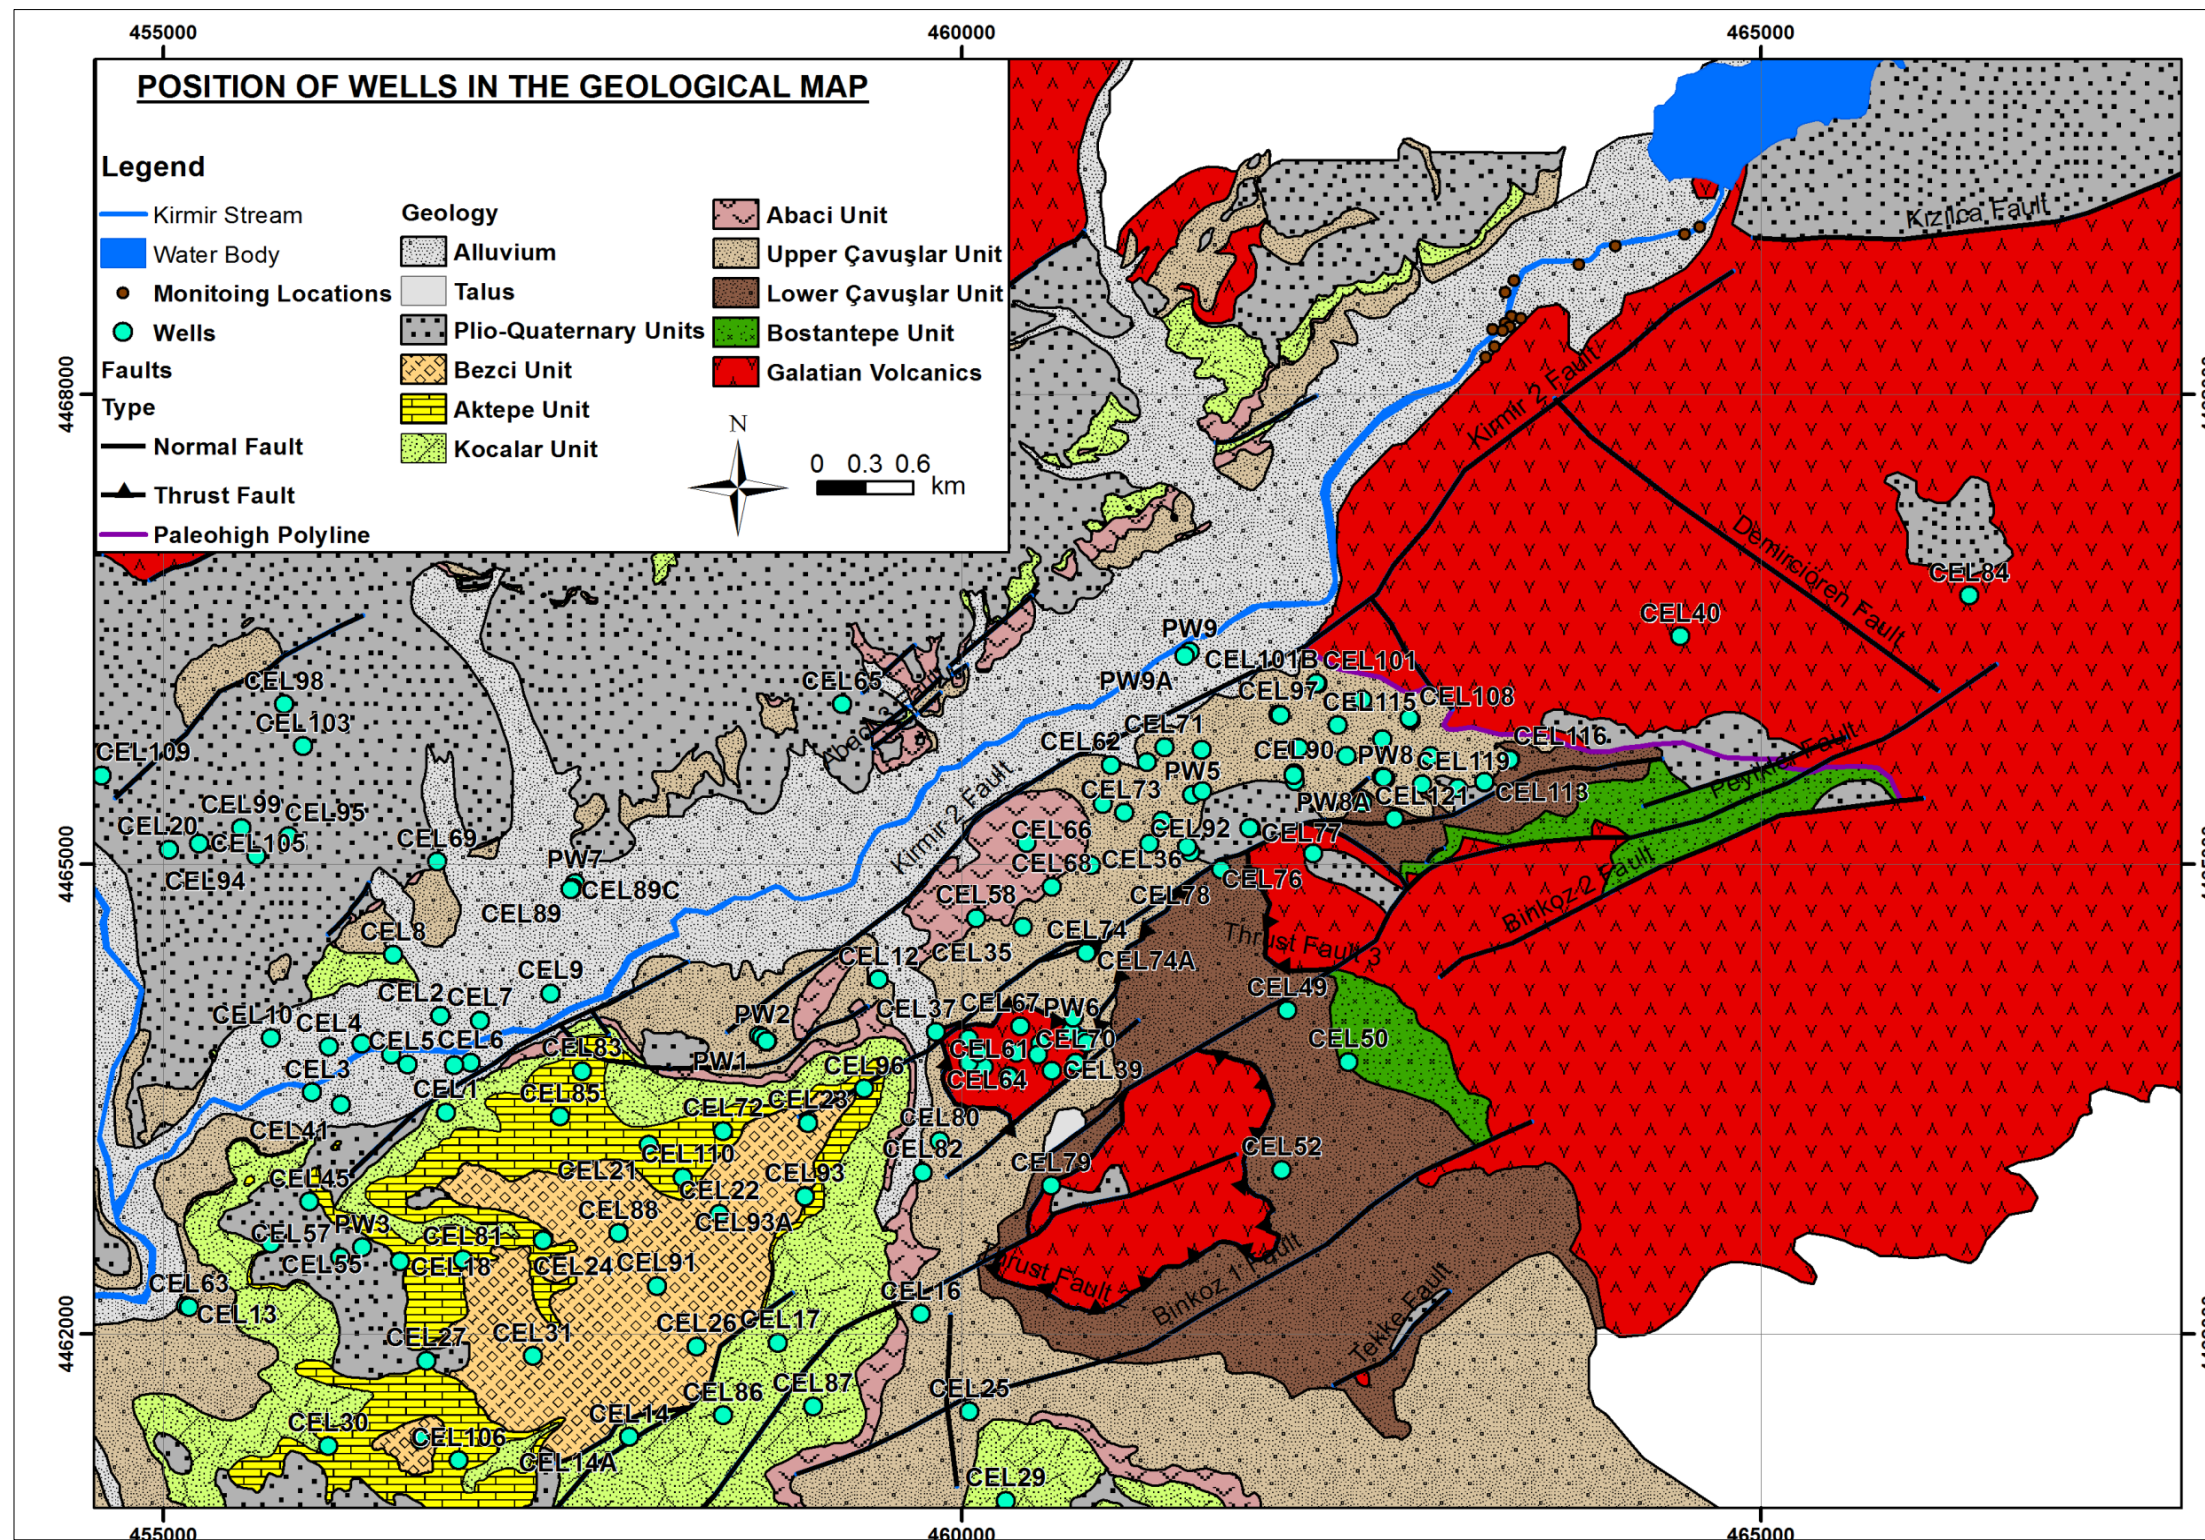 455000 460000 465000
POSITION OF WELLS IN THE GEOLOGICAL MAP
Legend
Kirmir Stream
Water Body
Monitoing Locations
Wells
Faults
Type
Normal Fault
Thrust Fault
Paleohigh Polyline
Geology
Alluvium
Talus
Plio-Quaternary Units
Bezci Unit
Aktepe Unit
Kocalar Unit
Abaci Unit
Upper Çavuşlar Unit
Lower Çavuşlar Unit
Bostantepe Unit
Galatian Volcanics
N
0 0.3 0.6
km
4468000
4465000
4462000
Kızılca Fault
Kirmir 2 Fault
Demirciören Fault
CEL84
CEL40
PW9
CEL101B CEL101
PW9A
CEL97
CEL115 CEL108
CEL98
CEL65
CEL103
CEL71
CEL62
CEL90
CEL116
CEL109
PW8
CEL119
PW5
CEL73
PW8A
CEL121
CEL113
Peyikler Fault
Kirmir 2 Fault
CEL99
CEL95
CEL20
CEL105
CEL69
CEL66
CEL92
CEL77
CEL68
CEL36
CEL94
PW7
CEL89C
CEL76
CEL58
CEL78
Binkoz 2 Fault
CEL89
CEL8
CEL74
CEL35
CEL74A
Thrust Fault 3
CEL12
CEL9
CEL49
CEL2
CEL7
CEL37
CEL67
PW6
CEL10
CEL4
PW2
CEL5
CEL6
CEL83
CEL61
CEL70
CEL50
CEL3
PW1
CEL96
CEL64
CEL39
CEL1
CEL85
CEL72
CEL23
CEL80
CEL41
CEL82
CEL110
CEL21
CEL79
CEL52
CEL45
CEL22
CEL93
CEL88
CEL93A
PW3
CEL57
CEL81
CEL55
CEL18
CEL24
CEL91
Thrust Fault
Binkoz 1 Fault
CEL63
CEL13
CEL16
CEL26
CEL17
Tekke Fault
CEL27
CEL31
CEL86
CEL87
CEL25
CEL14
CEL30
CEL106
CEL14A
CEL29
455000 460000 465000